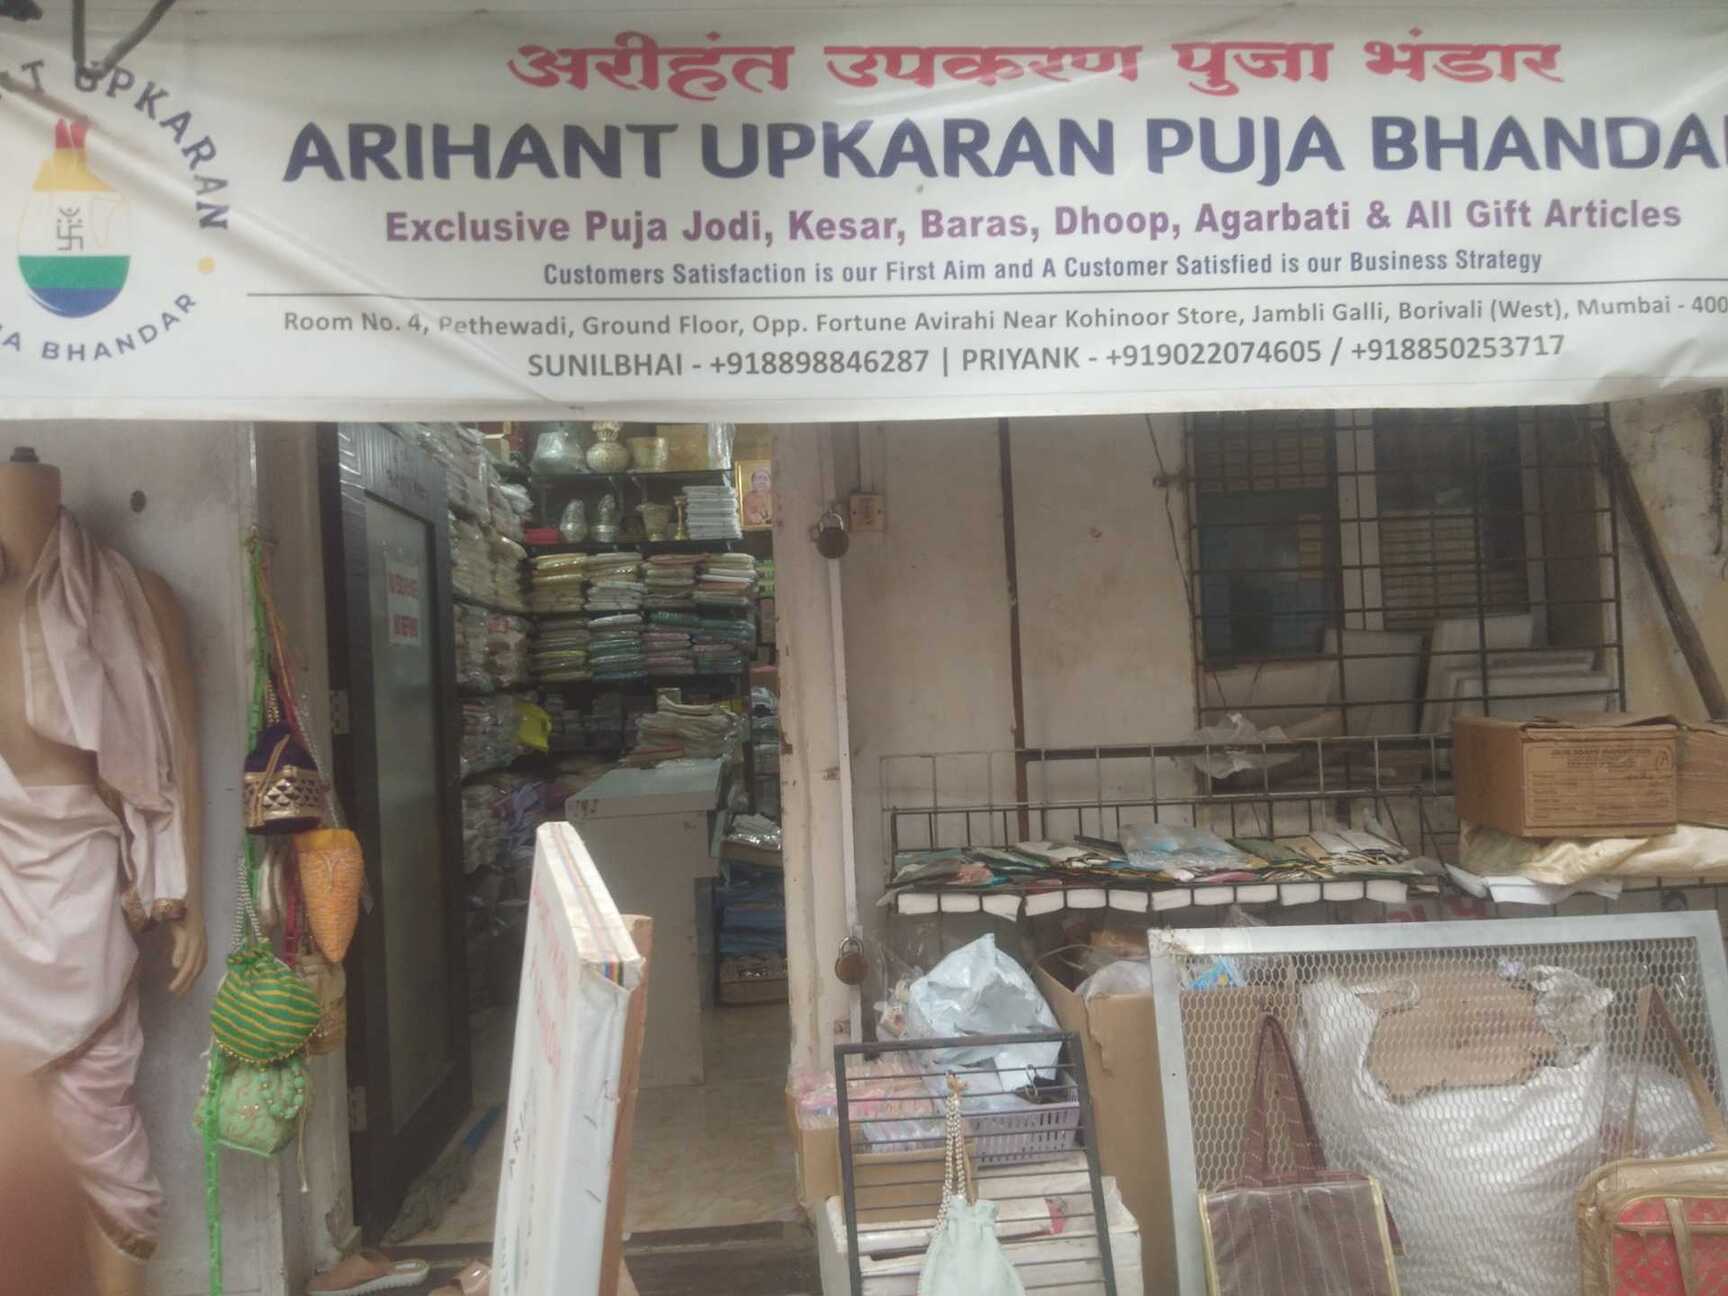 अरीहंत उपकरण पुजा भंडार
ARIHANT UPKARAN PUJA BHANDA
Exclusive Puja Jodi, Kesar, Baras, Dhoop, Agarbati & All Gift Articles
Customers Satisfaction is our First Aim and A Customer Satisfied is our Business Strategy
Room No. 4, Pethewadi, Ground Floor, Opp. Fortune Avirahi Near Kohinoor Store, Jambli Galli, Borivali (West), Mumbai - 400
SUNILBHAI - +918898846287 | PRIYANK - +919022074605 / +918850253717
T UPKARAN
A BHANDAR